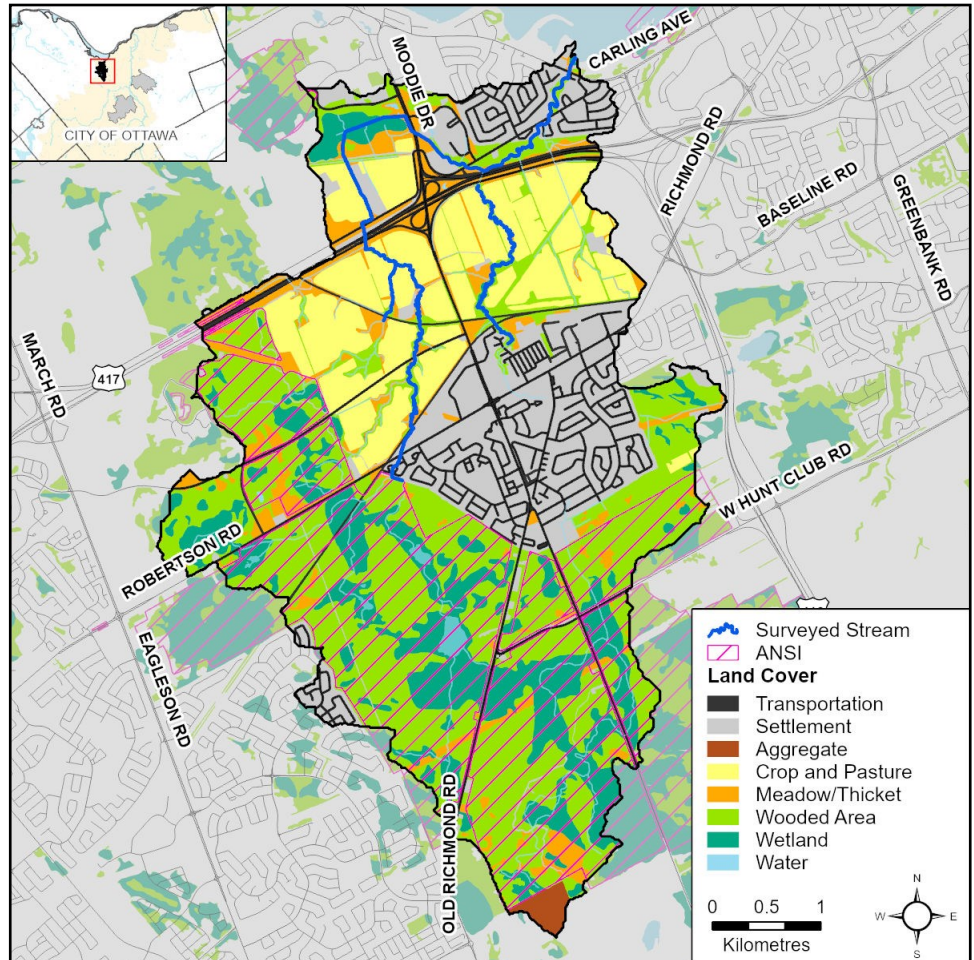 CITY OF OTTAWA
MOODIE DR
CARLING AVE
RICHMOND RD
BASELINE RD
GREENBANK RD
MARCH RD
417
W HUNT CLUB RD
ROBERTSON RD
EAGLESON RD
OLD RICHMOND RD
Surveyed Stream
ANSI
Land Cover
Transportation
Settlement
Aggregate
Crop and Pasture
Meadow/Thicket
Wooded Area
Wetland
Water
0 0.5 1
Kilometres
N
W E
S